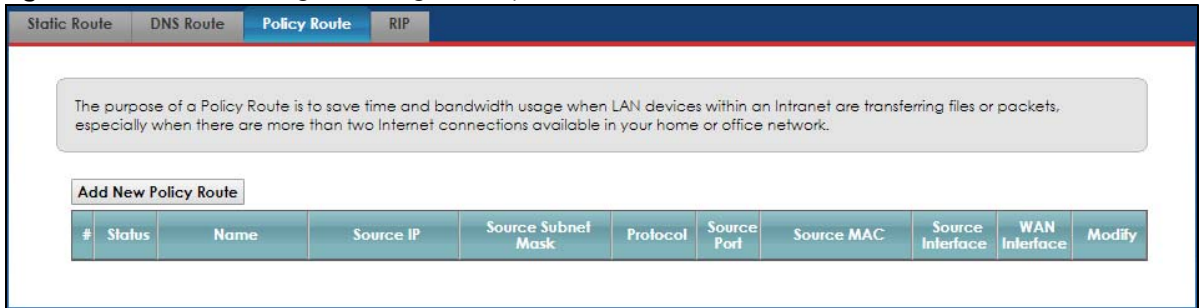 Static Route DNS Route Policy Route RIP
The purpose of a Policy Route is to save time and bandwidth usage when LAN devices within an Intranet are transferring files or packets,
especially when there are more than two Internet connections available in your home or office network.
Add New Policy Route
# Status Name Source IP Source Subnet Mask Protocol Source Port Source MAC Source Interface WAN Interface Modify